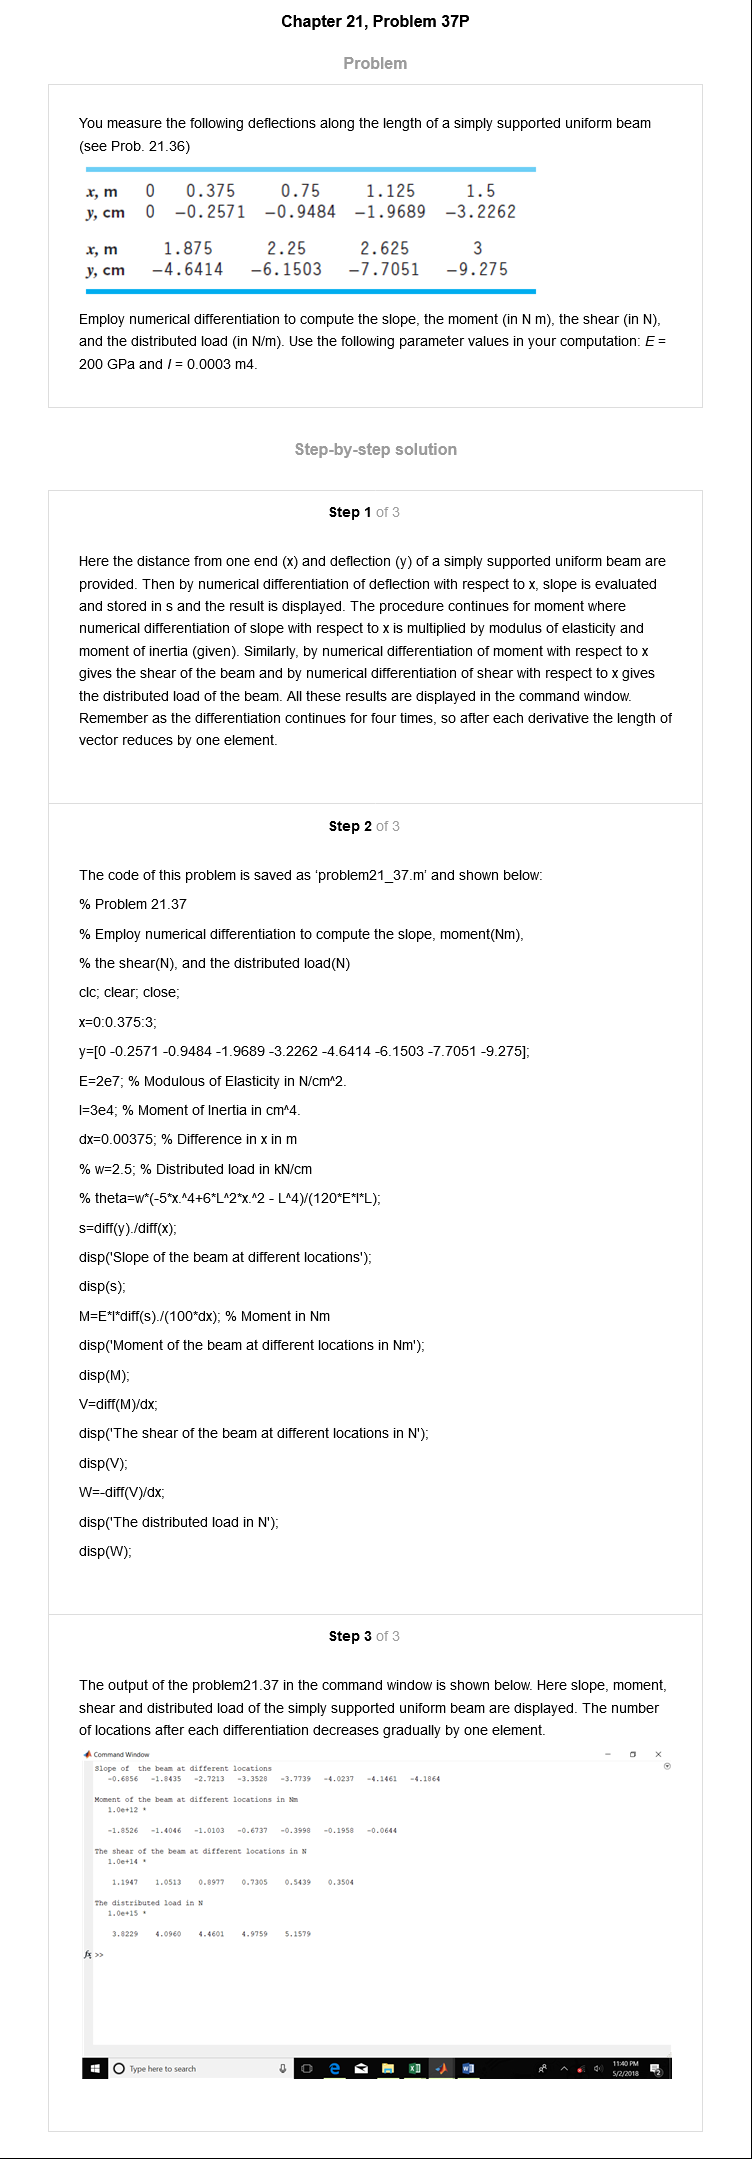 Chapter 21, Problem 37P
Problem
You measure the following deflections along the length of a simply supported uniform beam
(see Prob. 21.36)
x, m 0 0.375 0.75 1.125 1.5
y, cm 0 −0.2571 −0.9484 −1.9689 −3.2262
x, m 1.875 2.25 2.625 3
y, cm −4.6414 −6.1503 −7.7051 −9.275
Employ numerical differentiation to compute the slope, the moment (in N m), the shear (in N),
and the distributed load (in N/m). Use the following parameter values in your computation: E =
200 GPa and I = 0.0003 m4.
Step-by-step solution
Step 1 of 3
Here the distance from one end (x) and deflection (y) of a simply supported uniform beam are
provided. Then by numerical differentiation of deflection with respect to x, slope is evaluated
and stored in s and the result is displayed. The procedure continues for moment where
numerical differentiation of slope with respect to x is multiplied by modulus of elasticity and
moment of inertia (given). Similarly, by numerical differentiation of moment with respect to x
gives the shear of the beam and by numerical differentiation of shear with respect to x gives
the distributed load of the beam. All these results are displayed in the command window.
Remember as the differentiation continues for four times, so after each derivative the length of
vector reduces by one element.
Step 2 of 3
The code of this problem is saved as ‘problem21_37.m’ and shown below:
% Problem 21.37
% Employ numerical differentiation to compute the slope, moment(Nm),
% the shear(N), and the distributed load(N)
clc; clear; close;
x=0:0.375:3;
y=[0 -0.2571 -0.9484 -1.9689 -3.2262 -4.6414 -6.1503 -7.7051 -9.275];
E=2e7; % Modulous of Elasticity in N/cm^2.
I=3e4; % Moment of Inertia in cm^4.
dx=0.00375; % Difference in x in m
% w=2.5; % Distributed load in kN/cm
% theta=w*(-5*x.^4+6*L^2*x.^2 - L^4)/(120*E*I*L);
s=diff(y)./diff(x);
disp('Slope of the beam at different locations');
disp(s);
M=E*I*diff(s)./(100*dx); % Moment in Nm
disp('Moment of the beam at different locations in Nm');
disp(M);
V=diff(M)/dx;
disp('The shear of the beam at different locations in N');
disp(V);
W=-diff(V)/dx;
disp('The distributed load in N');
disp(W);
Step 3 of 3
The output of the problem21.37 in the command window is shown below. Here slope, moment,
shear and distributed load of the simply supported uniform beam are displayed. The number
of locations after each differentiation decreases gradually by one element.
Command Window
Slope of the beam at different locations
-0.6856 -1.8435 -2.7213 -3.3528 -3.7739 -4.0237 -4.1461 -4.1864
Moment of the beam at different locations in Nm
1.0e+12 *
-1.8526 -1.4046 -1.0103 -0.6737 -0.3998 -0.1958 -0.0644
The shear of the beam at different locations in N
1.0e+14 *
1.1947 1.0513 0.8977 0.7305 0.5439 0.3504
The distributed load in N
1.0e+15 *
3.8229 4.0960 4.4601 4.9759 5.1579
fx >>
Type here to search
11:40 PM
5/2/2018